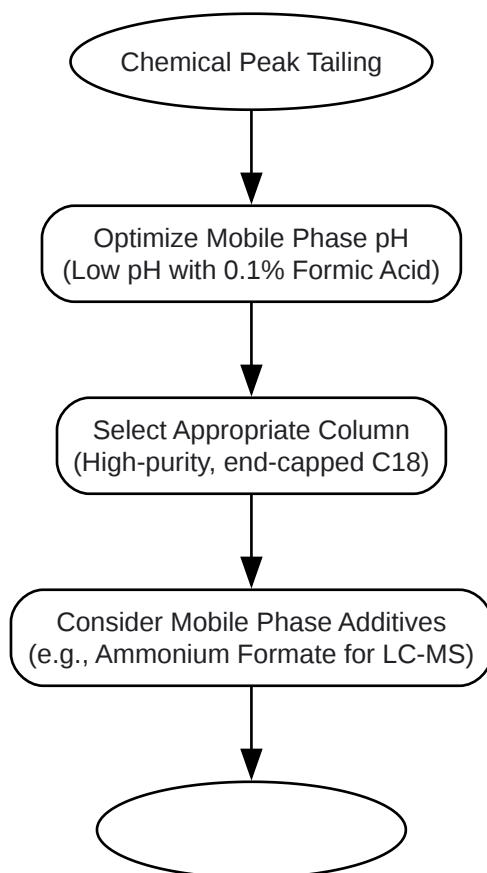 Chemical Peak Tailing
Optimize Mobile Phase pH
(Low pH with 0.1% Formic Acid)
Select Appropriate Column
(High-purity, end-capped C18)
Consider Mobile Phase Additives
(e.g., Ammonium Formate for LC-MS)